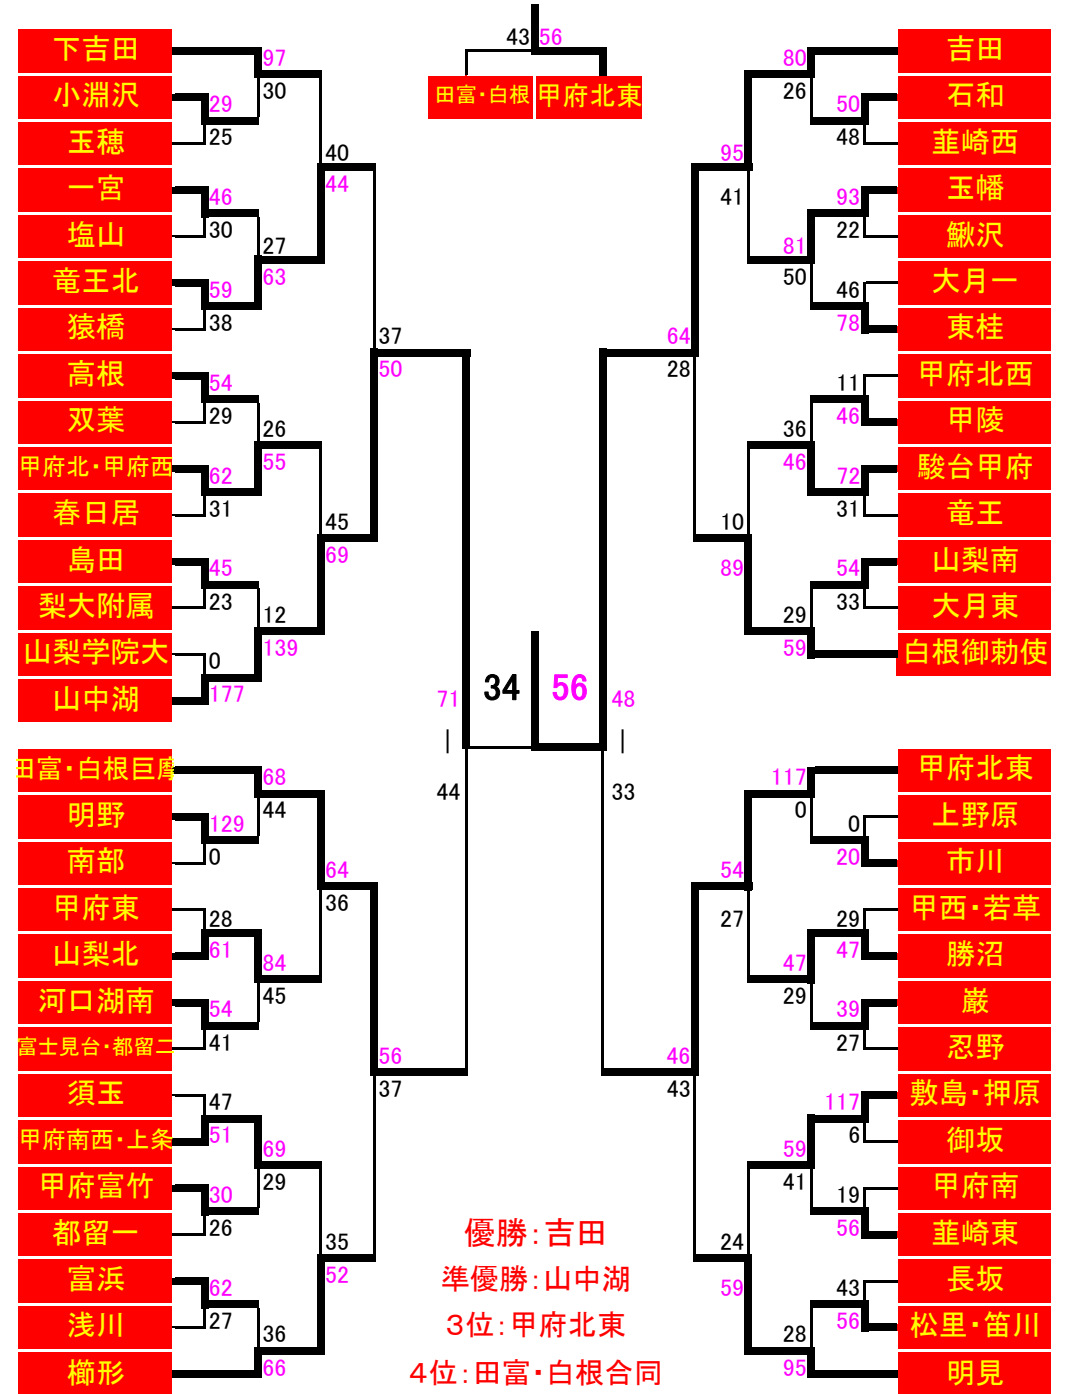 43 56
田富・白根 甲府北東
下吉田
97
30
小淵沢
29
25
玉穂
40
44
一宮
46
30
塩山
27
63
竜王北
59
38
猿橋
37
50
高根
54
29
双葉
26
55
甲府北・甲府西
62
31
春日居
45
69
島田
45
23
梨大附属
12
139
山梨学院大
0
177
山中湖
71
|
44
田富・白根巨摩
68
44
明野
129
0
南部
64
36
甲府東
28
61
山梨北
84
45
河口湖南
54
41
富士見台・都留二
56
37
須玉
47
51
甲府南西・上条
69
29
甲府富竹
30
26
都留一
35
52
富浜
62
27
浅川
36
66
櫛形
34 56
吉田
80
26
石和
50
48
韮崎西
95
41
玉幡
93
22
鰍沢
81
50
大月一
46
78
東桂
64
28
甲府北西
11
46
甲陵
36
46
駿台甲府
72
31
竜王
10
89
山梨南
54
33
大月東
29
59
白根御勅使
48
|
33
甲府北東
117
0
上野原
0
20
市川
54
27
甲西・若草
29
47
勝沼
47
29
巌
39
27
忍野
46
43
敷島・押原
117
6
御坂
59
41
甲府南
19
56
韮崎東
24
59
長坂
43
56
松里・笛川
28
95
明見
優勝：吉田
準優勝：山中湖
３位：甲府北東
４位：田富・白根合同